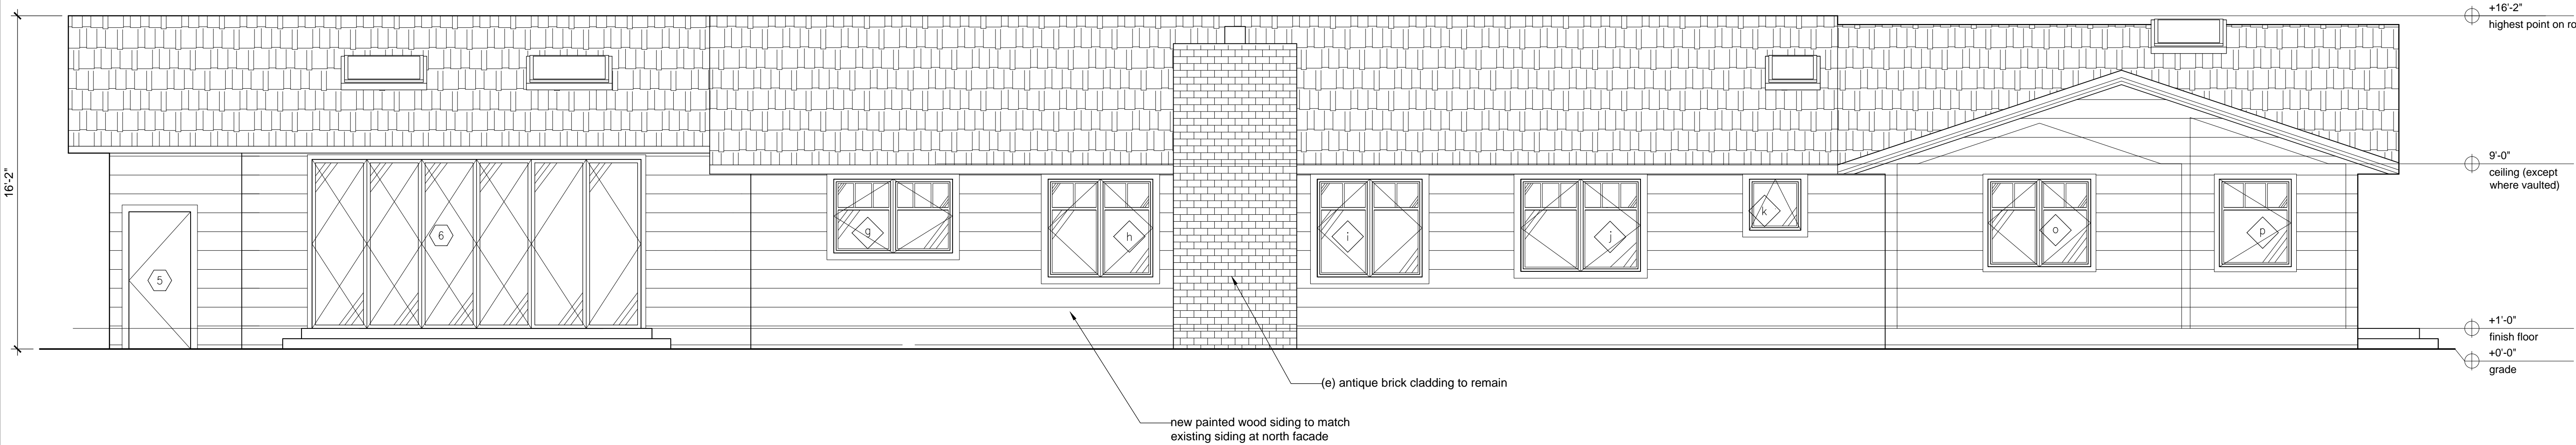 +16'-2"
highest point on ro
16'-2"
9'-0"
ceiling (except
where vaulted)
g
h
i
j
k
o
p
6
5
+1'-0"
finish floor
+0'-0"
grade
(e) antique brick cladding to remain
new painted wood siding to match
existing siding at north facade